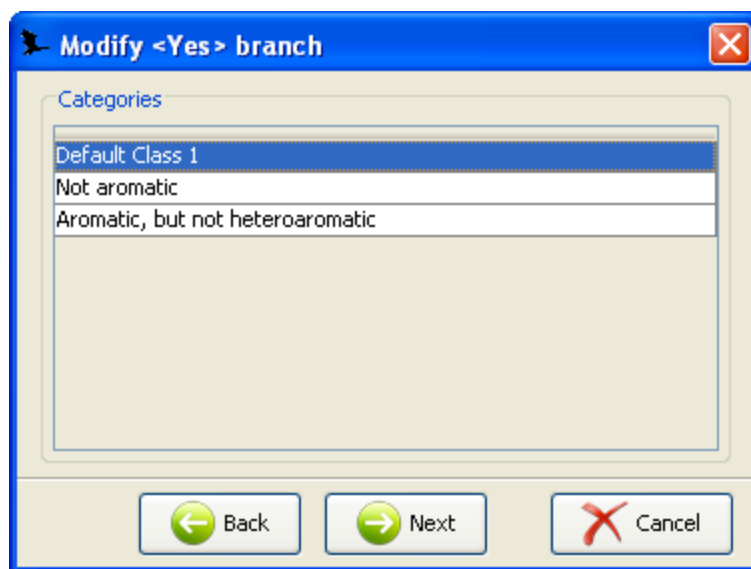 Modify <Yes> branch
Categories
Default Class 1
Not aromatic
Aromatic, but not heteroaromatic
Back
Next
Cancel